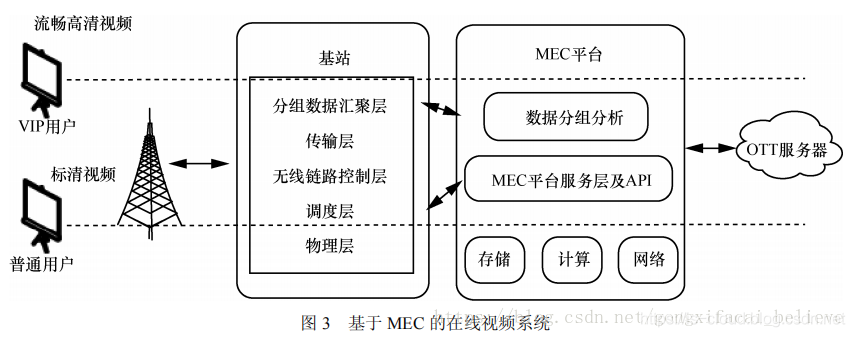 流畅高清视频
VIP用户
标清视频
普通用户
基站
分组数据汇聚层
传输层
无线链路控制层
调度层
物理层
MEC平台
数据分组分析
MEC平台服务层及API
存储
计算
网络
OTT服务器
图 3 基于 MEC 的在线视频系统
https://blog.csdn.net/gongxifacai_believe